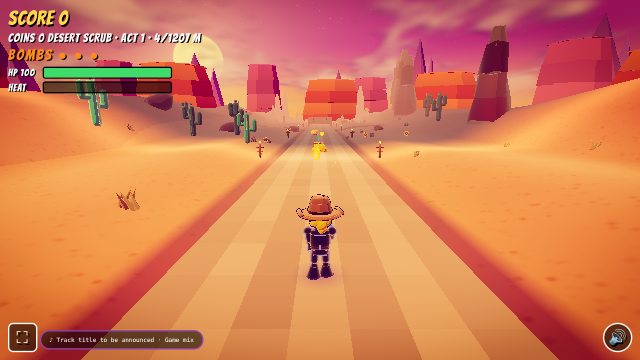 SCORE 0
COINS 0 DESERT SCRUB · ACT 1 · 4/1207 M
BOMBS
HP 100
HEAT
♪ Track title to be announced · Game mix